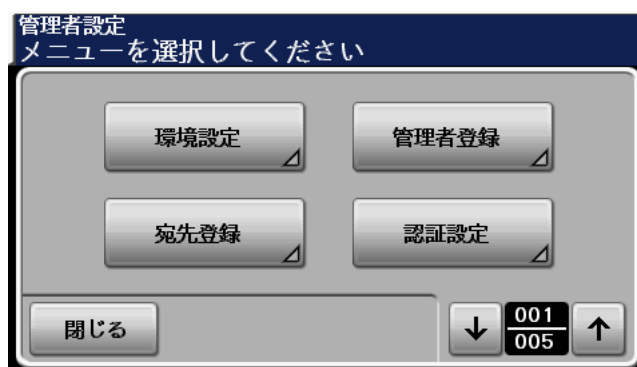 管理者設定
メニューを選択してください
環境設定
管理者登録
宛先登録
認証設定
閉じる
001
005